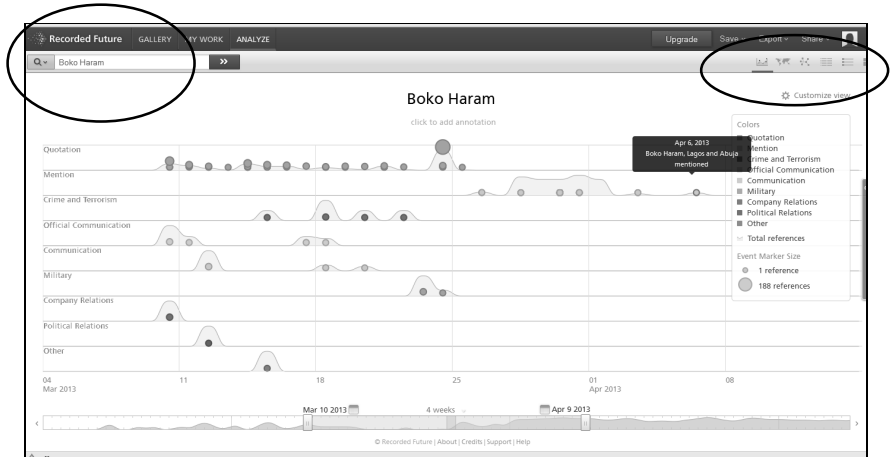 Recorded Future GALLERY MY WORK ANALYZE Upgrade Save Export Share
Boko Haram
Boko Haram
Customize view
click to add annotation
Colors
Quotation
Mention
Crime and Terrorism
Official Communication
Communication
Military
Company Relations
Political Relations
Other
Total references
Event Marker Size
1 reference
188 references
Apr 6, 2013
Boko Haram, Lagos and Abuja
mentioned
Quotation
Mention
Crime and Terrorism
Official Communication
Communication
Military
Company Relations
Political Relations
Other
04 11 18 25 01 08
Mar 2013 Apr 2013
Mar 10 2013 4 weeks Apr 9 2013
© Recorded Future | About | Credits | Support | Help